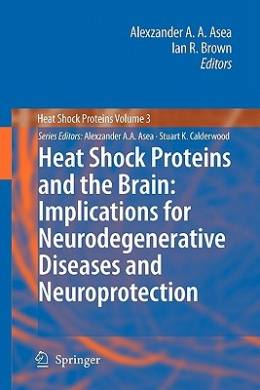 Alexzander A. A. Asea
Ian R. Brown
Editors
Heat Shock Proteins Volume 3
Series Editors: Alexzander A.A. Asea · Stuart K. Calderwood
Heat Shock Proteins
and the Brain:
Implications for
Neurodegenerative
Diseases and
Neuroprotection
Springer